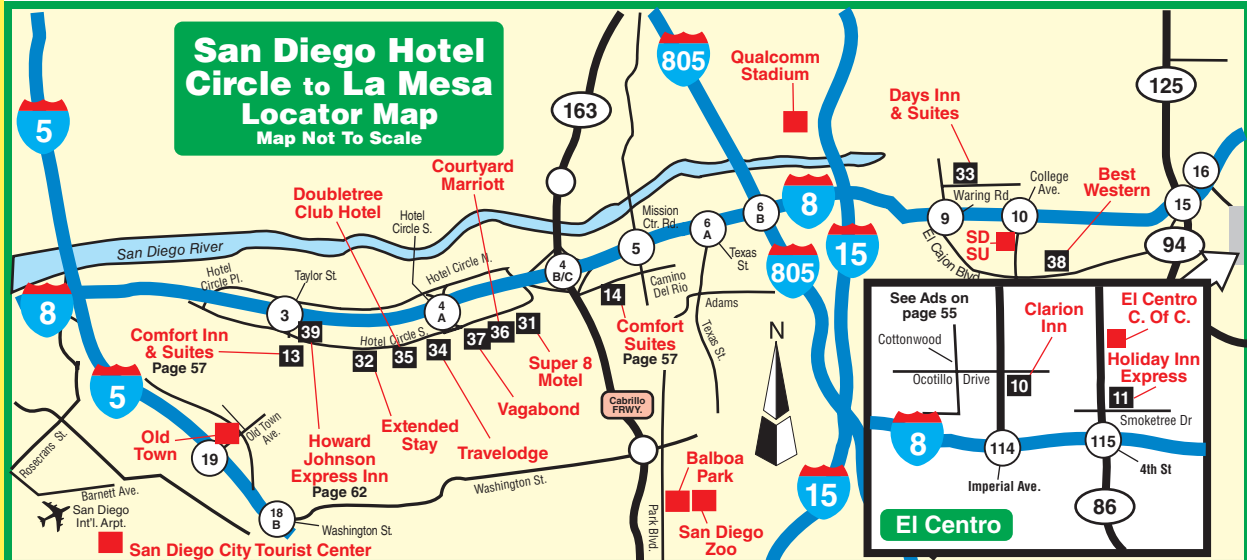 San Diego Hotel
Circle to La Mesa
Locator Map
Map Not To Scale
5
163
805
Qualcomm
Stadium
Days Inn
& Suites
125
Courtyard
Marriott
Doubletree
Club Hotel
Hotel
Circle S.
33
Waring Rd.
College
Ave.
Best
Western
16
15
San Diego River
Hotel
Circle Pl.
Taylor St.
Hotel Circle N.
4
B/C
5
Mission
Ctr. Rd.
6
A
Texas
St.
6
B
8
15
9
10
SD
SU
El Cajon Blvd.
38
94
8
3
4
A
805
39
Hotel Circle S.
13
32
35
34
37
36
31
14
Camino
Del Rio
Adams
Texas St.
Comfort Inn
& Suites
Page 57
Super 8
Motel
Comfort
Suites
Page 57
N
5
Vagabond
Cabrillo
FRWY.
Extended
Stay
Travelodge
Old
Town
Old Town
Ave.
Howard
Johnson
Express Inn
Page 62
19
Rosecrans St.
Barnett Ave.
San Diego
Int'l. Arpt.
18
B
Washington St.
Washington St.
San Diego City Tourist Center
Balboa
Park
San Diego
Zoo
Park Blvd.
15
See Ads on
page 55
Clarion
Inn
El Centro
C. Of C.
Cottonwood
Holiday Inn
Express
Ocotillo Drive
10
11
Smoketree Dr
8
114
115
4th St
Imperial Ave.
86
El Centro